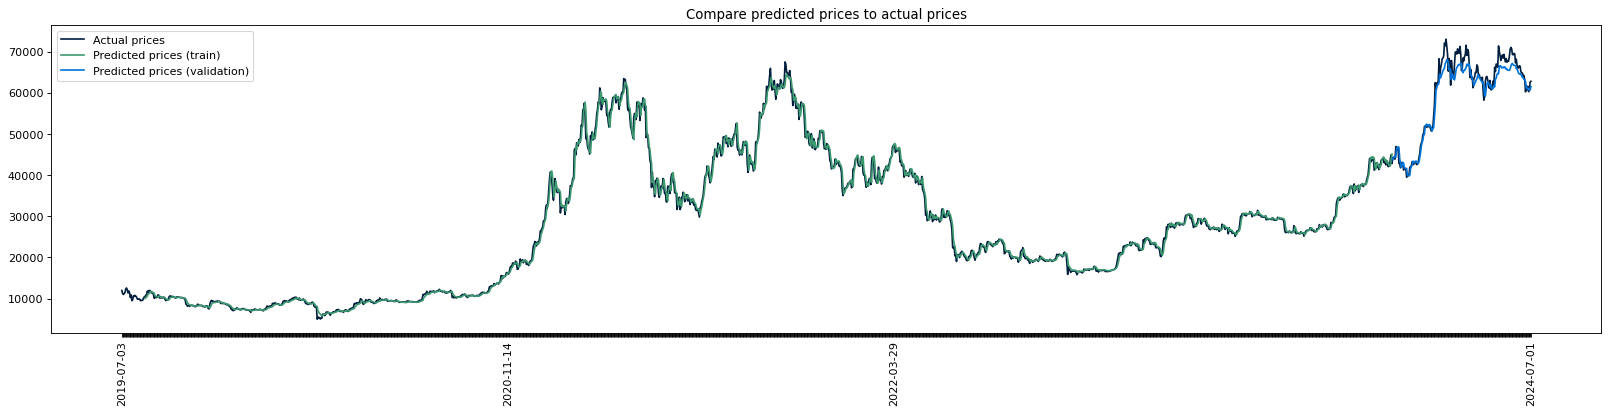 Compare predicted prices to actual prices
Actual prices
Predicted prices (train)
Predicted prices (validation)
70000
60000
50000
40000
30000
20000
10000
2019-07-03
2020-11-14
2022-03-29
2024-07-01